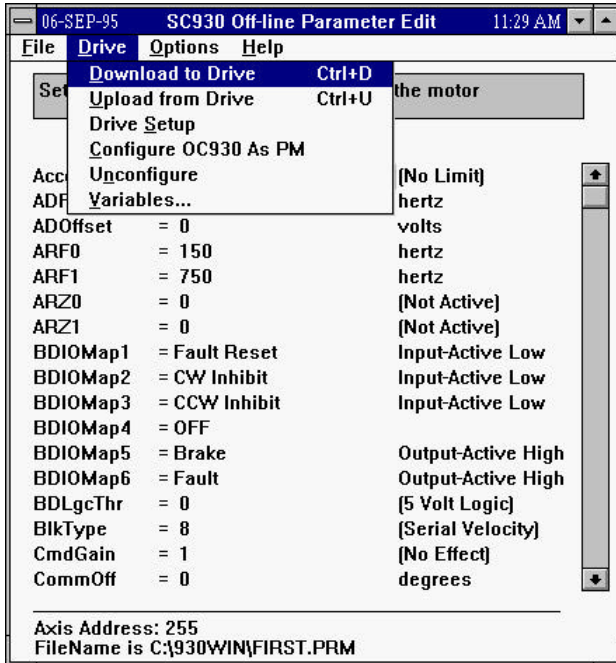 06-SEP-95 SC930 Off-line Parameter Edit 11:29 AM
File Drive Options Help
Download to Drive Ctrl+D
Upload from Drive Ctrl+U
Drive Setup
Configure OC930 As PM
Unconfigure
Variables...
Set the motor
Acc (No Limit)
ADF hertz
ADOffset = 0 volts
ARF0 = 150 hertz
ARF1 = 750 hertz
ARZ0 = 0 (Not Active)
ARZ1 = 0 (Not Active)
BDIOMap1 = Fault Reset Input-Active Low
BDIOMap2 = CW Inhibit Input-Active Low
BDIOMap3 = CCW Inhibit Input-Active Low
BDIOMap4 = OFF
BDIOMap5 = Brake Output-Active High
BDIOMap6 = Fault Output-Active High
BDLgcThr = 0 (5 Volt Logic)
BlkType = 8 (Serial Velocity)
CmdGain = 1 (No Effect)
CommOff = 0 degrees
Axis Address: 255
FileName is C:\930WIN\FIRST.PRM